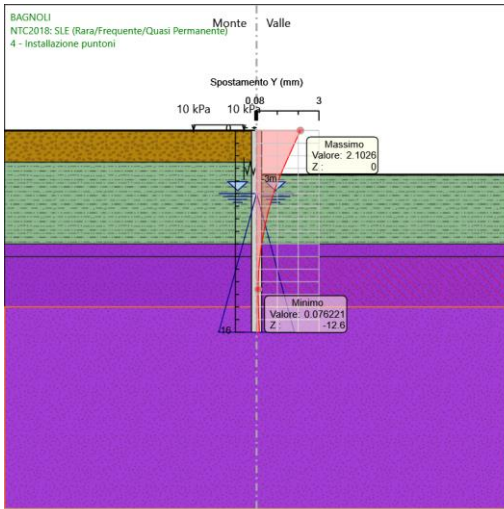 BAGNOLI
NTC2018: SLE (Rara/Frequente/Quasi Permanente)
4 - Installazione puntoni
Monte
Valle
Spostamento Y (mm)
0.08
3
10 kPa
10 kPa
0
Massimo
Valore: 2.1026
Z : 0
-3m
Minimo
Valore: 0.076221
Z : -12.6
-16